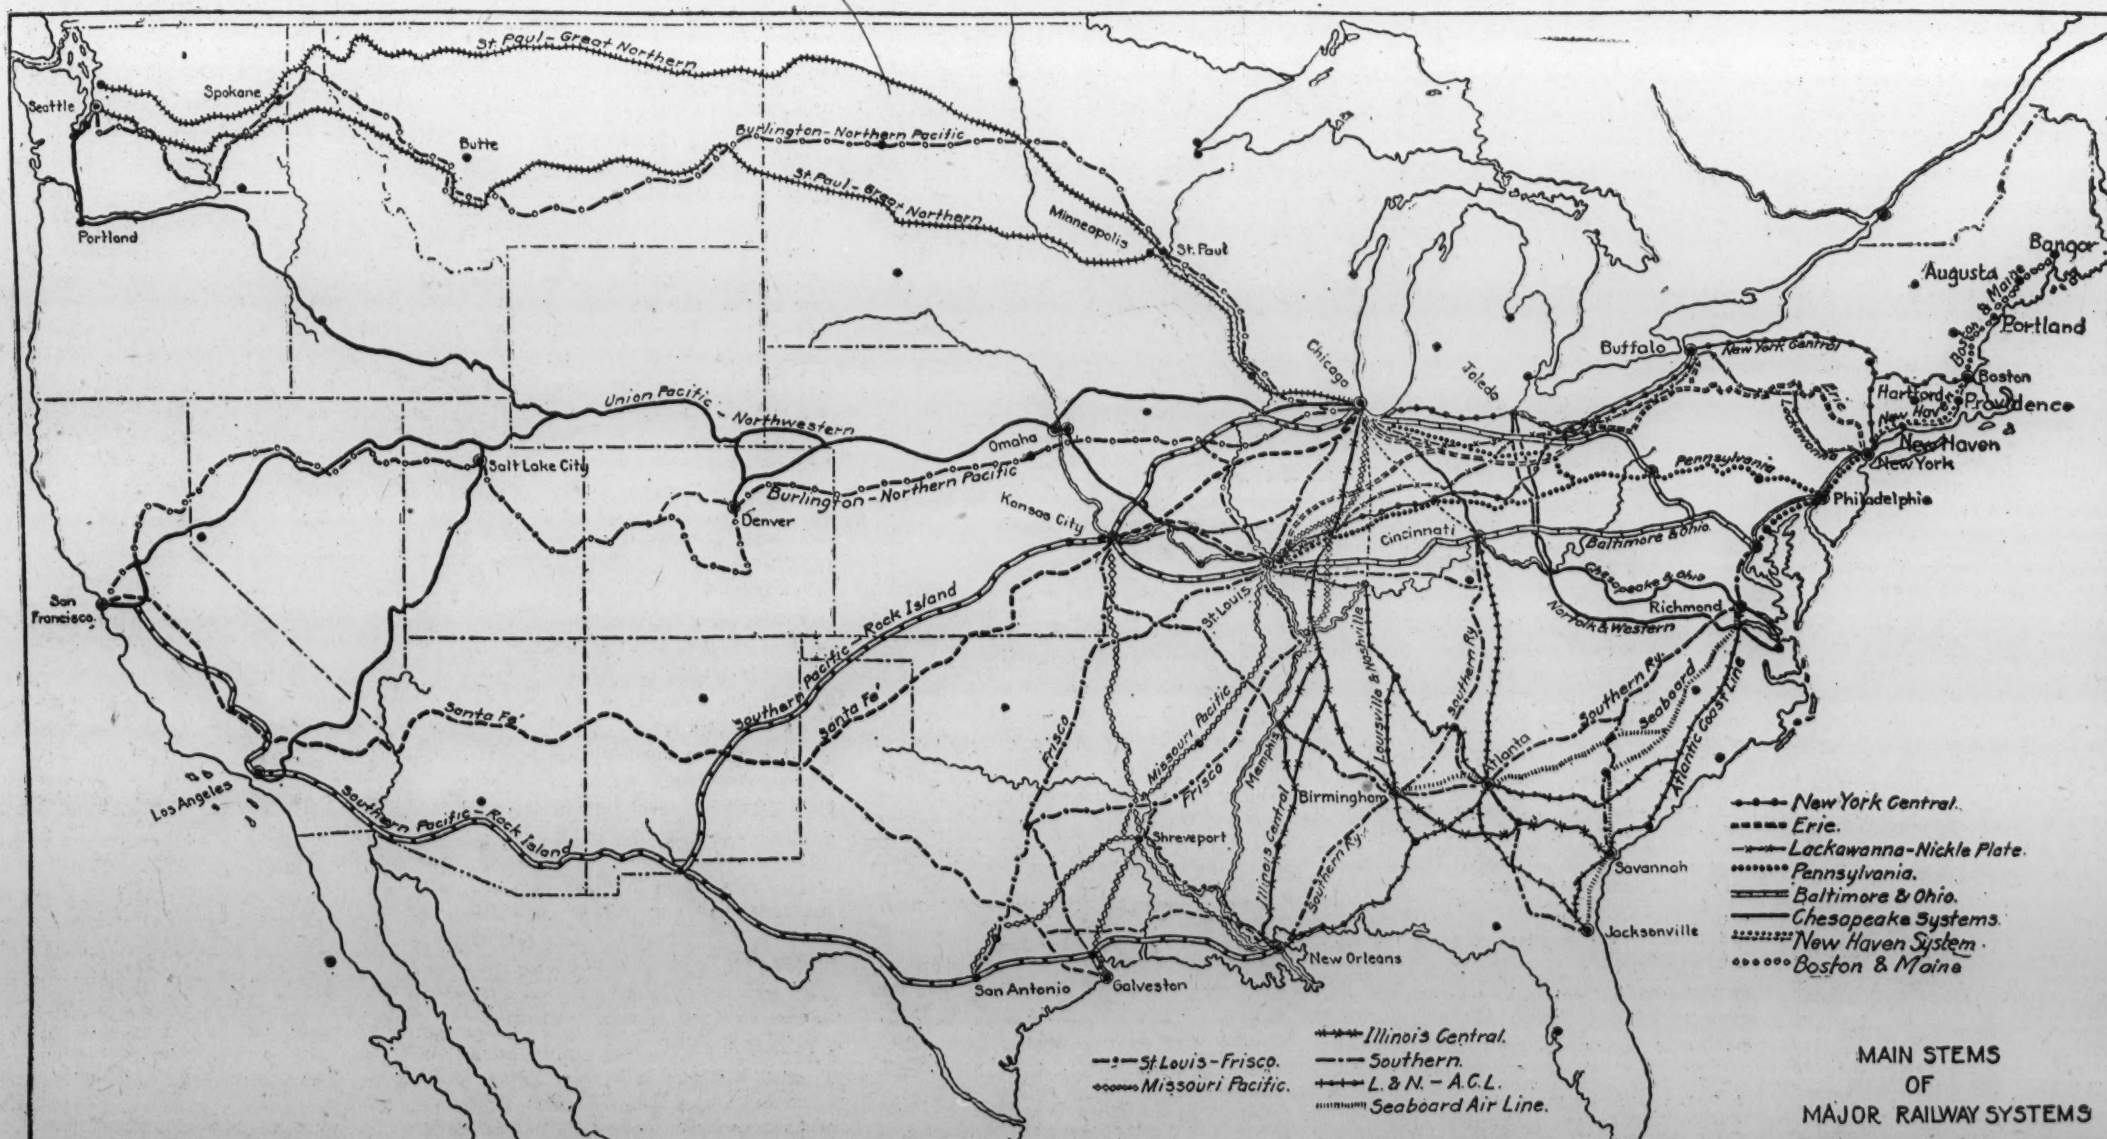 St. Paul - Great Northern
Seattle
Spokane
Butte
Burlington - Northern Pacific
St. Paul - Great Northern
Portland
Minneapolis
St. Paul
Bangor
Augusta
Boston & Maine
Portland
Chicago
Toledo
Buffalo
New York Central
Boston
Hartford
Providence
New Haven
Erie
Lackawanna
New Haven
New York
Union Pacific - Northwestern
Omaha
Salt Lake City
Burlington - Northern Pacific
Denver
Kansas City
Cincinnati
Pennsylvania
Philadelphia
Baltimore & Ohio.
Chesapeake & Ohio
San
Francisco.
Southern Pacific - Rock Island
St. Louis
Louisville & Nashville
Southern Ry.
Norfolk & Western
Richmond
Southern Ry.
Seaboard
Atlantic Coast Line
Santa Fe'
Santa Fe'
Frisco
Missouri Pacific
Frisco
Memphis
Atlanta
Los Angeles
Southern Pacific - Rock Island
Shreveport
Illinois Central
Birmingham
Southern Ry.
Savannah
Jacksonville
San Antonio
Galveston
New Orleans
New York Central.
Erie.
Lackawanna-Nickle Plate.
Pennsylvania.
Baltimore & Ohio.
Chesapeake Systems.
New Haven System.
Boston & Maine
St. Louis-Frisco.
Missouri Pacific.
Illinois Central.
Southern.
L. & N. - A.C.L.
Seaboard Air Line.
MAIN STEMS
OF
MAJOR RAILWAY SYSTEMS